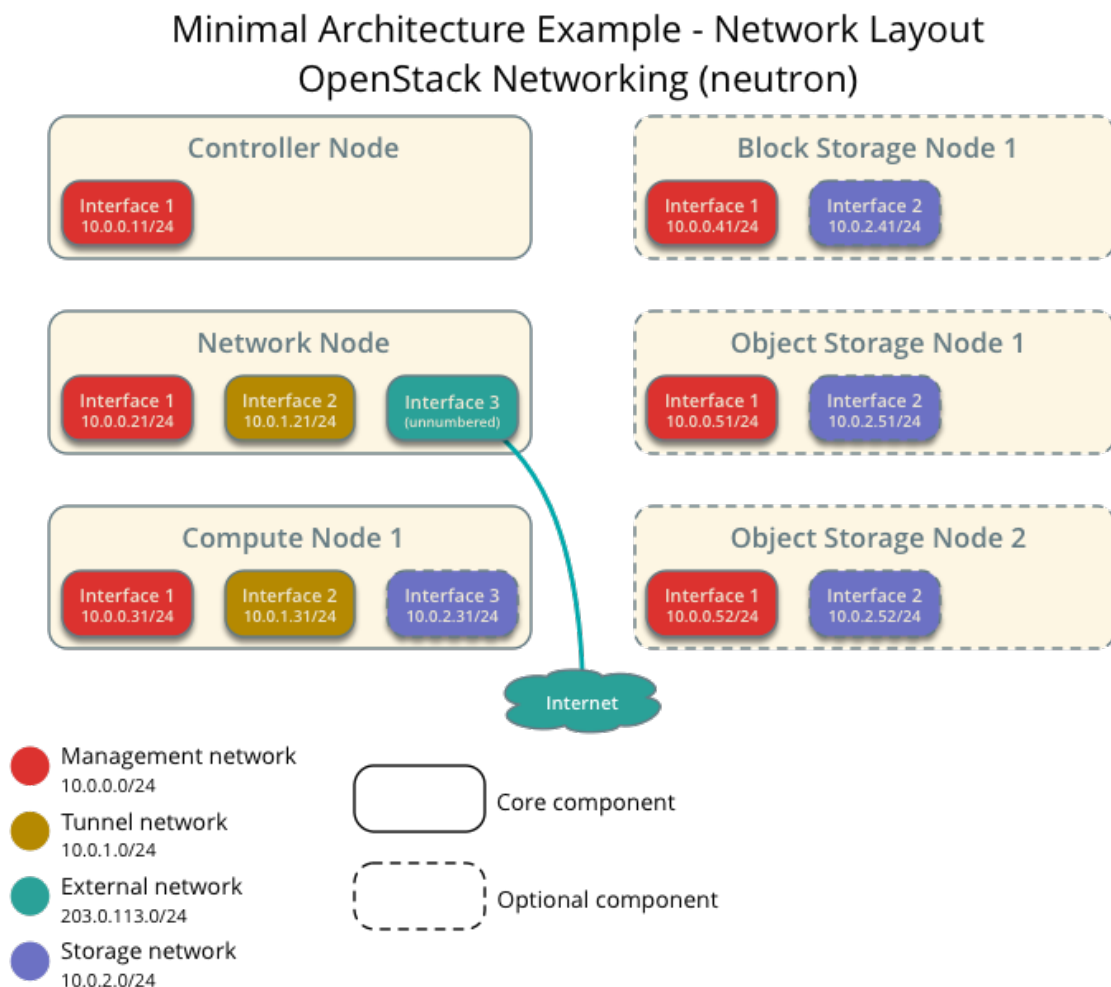 Minimal Architecture Example - Network Layout
OpenStack Networking (neutron)
Controller Node
Interface 1
10.0.0.11/24
Block Storage Node 1
Interface 1
10.0.0.41/24
Interface 2
10.0.2.41/24
Network Node
Interface 1
10.0.0.21/24
Interface 2
10.0.1.21/24
Interface 3
(unnumbered)
Object Storage Node 1
Interface 1
10.0.0.51/24
Interface 2
10.0.2.51/24
Compute Node 1
Interface 1
10.0.0.31/24
Interface 2
10.0.1.31/24
Interface 3
10.0.2.31/24
Object Storage Node 2
Interface 1
10.0.0.52/24
Interface 2
10.0.2.52/24
Internet
Management network
10.0.0.0/24
Tunnel network
10.0.1.0/24
External network
203.0.113.0/24
Storage network
10.0.2.0/24
Core component
Optional component